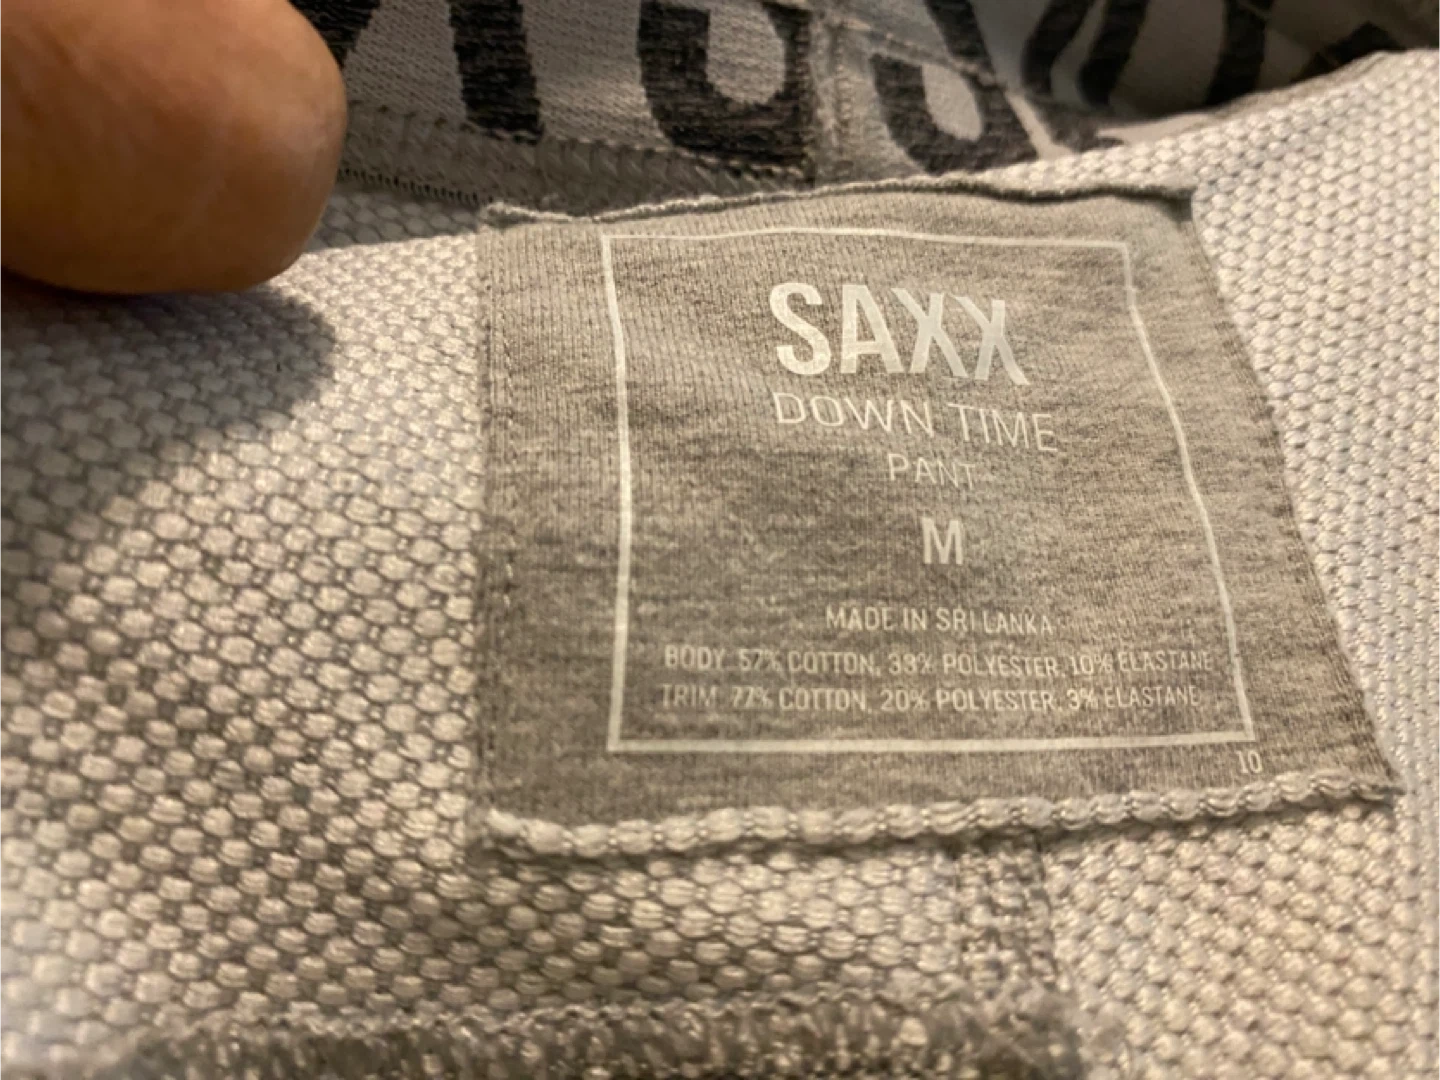 SAXX
DOWN TIME
PANT
M
MADE IN SRI LANKA
BODY 57% COTTON, 33% POLYESTER, 10% ELASTANE
TRIM 77% COTTON, 20% POLYESTER, 3% ELASTANE
10